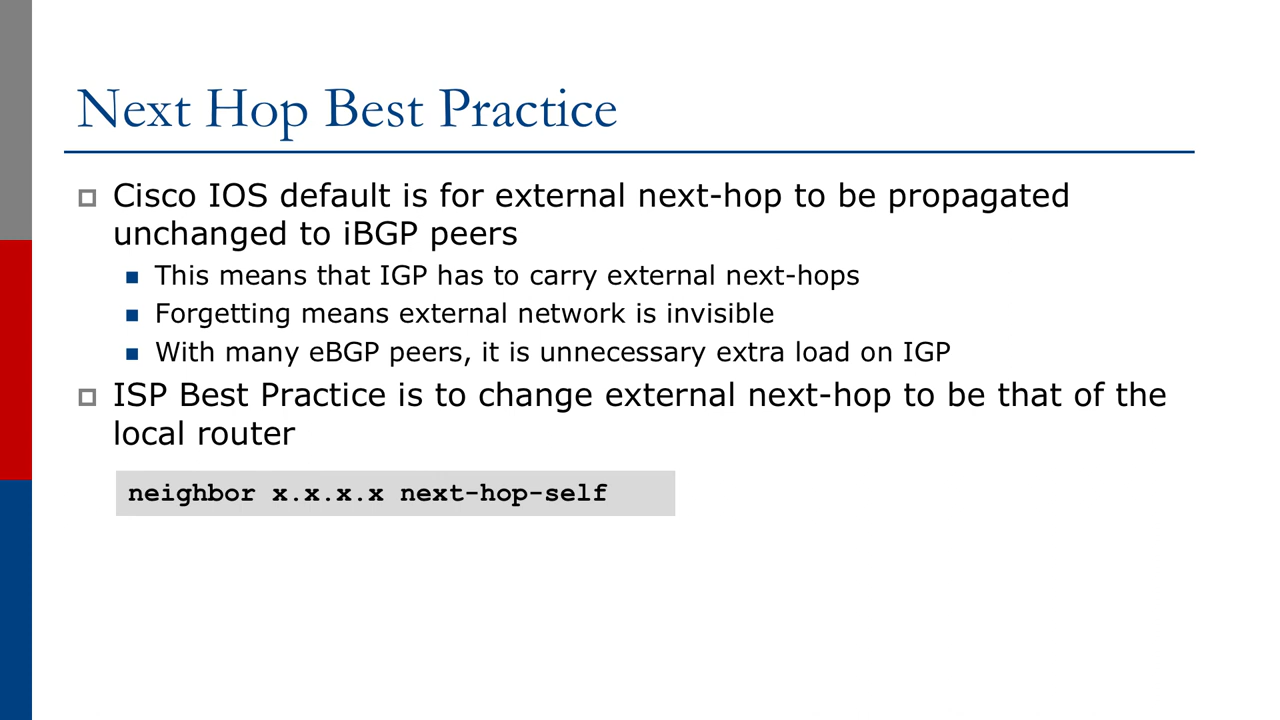 Next Hop Best Practice
Cisco IOS default is for external next-hop to be propagated
unchanged to iBGP peers
This means that IGP has to carry external next-hops
Forgetting means external network is invisible
With many eBGP peers, it is unnecessary extra load on IGP
ISP Best Practice is to change external next-hop to be that of the
local router
neighbor x.x.x.x next-hop-self